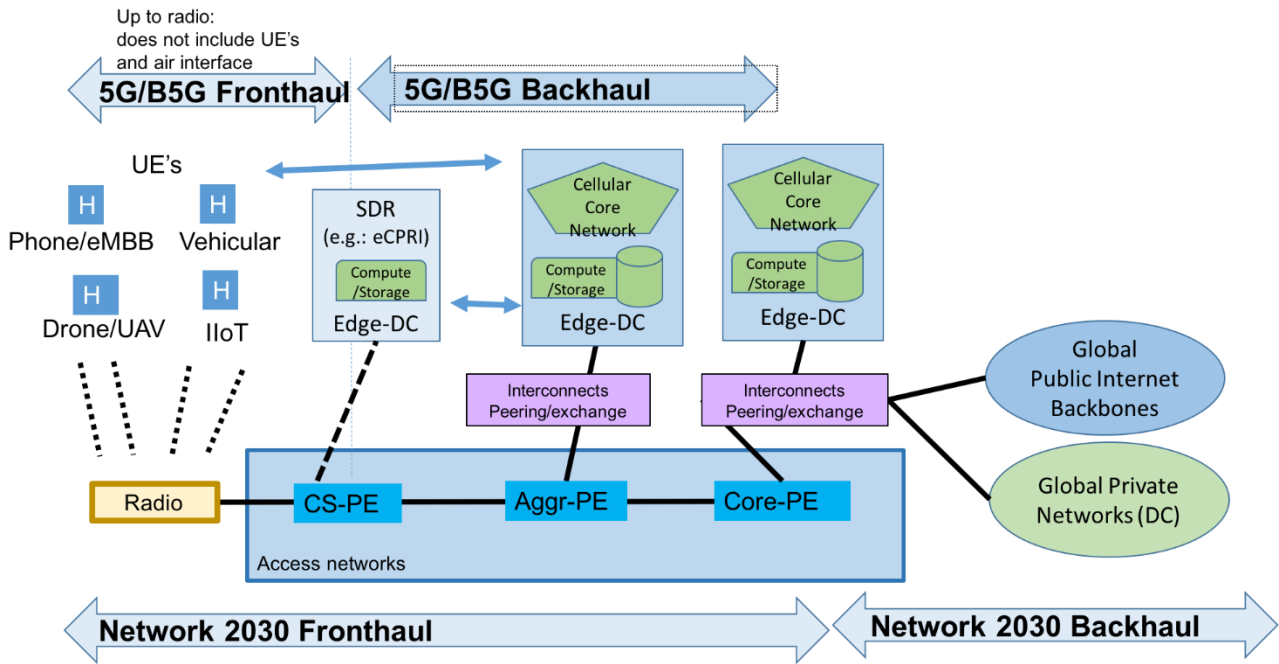 Up to radio:
does not include UE's
and air interface
5G/B5G Fronthaul
5G/B5G Backhaul
UE's
H
H
Phone/eMBB
Vehicular
H
H
Drone/UAV
IIoT
SDR
(e.g.: eCPRI)
Compute
/Storage
Edge-DC
Cellular
Core
Network
Compute
/Storage
Edge-DC
Cellular
Core
Network
Compute
/Storage
Edge-DC
Interconnects
Peering/exchange
Interconnects
Peering/exchange
Global
Public Internet
Backbones
Global Private
Networks (DC)
Radio
CS-PE
Aggr-PE
Core-PE
Access networks
Network 2030 Fronthaul
Network 2030 Backhaul